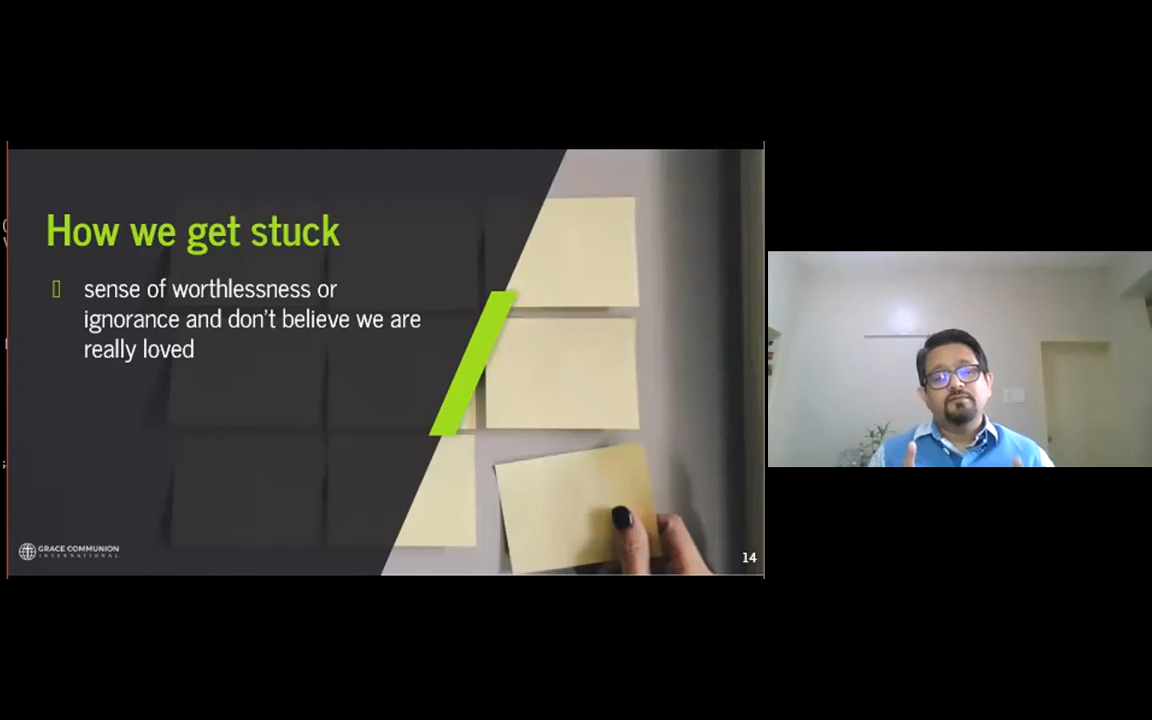 How we get stuck
sense of worthlessness or
ignorance and don't believe we are
really loved
GRACE COMMUNION
INTERNATIONAL
14